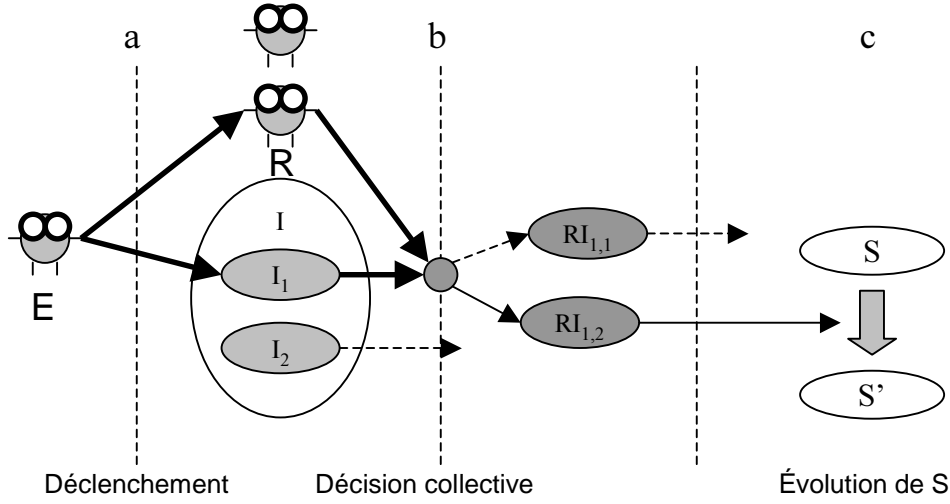 a
b
c
R
I
E
I₁
I₂
RI₁,₁
RI₁,₂
S
S’
Déclenchement
Décision collective
Évolution de S